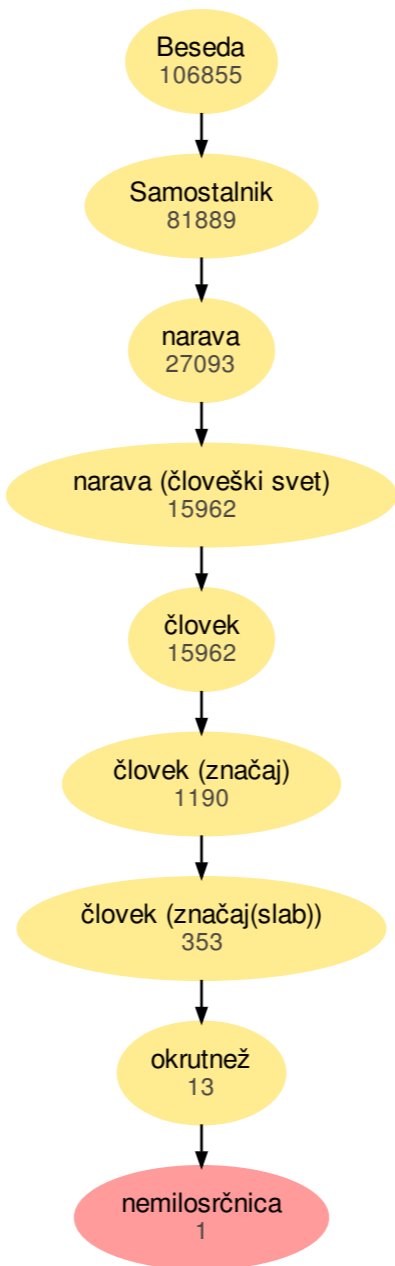 Beseda
106855
Samostalnik
81889
narava
27093
narava (človeški svet)
15962
človek
15962
človek (značaj)
1190
človek (značaj(slab))
353
okrutnež
13
nemilosrčnica
1